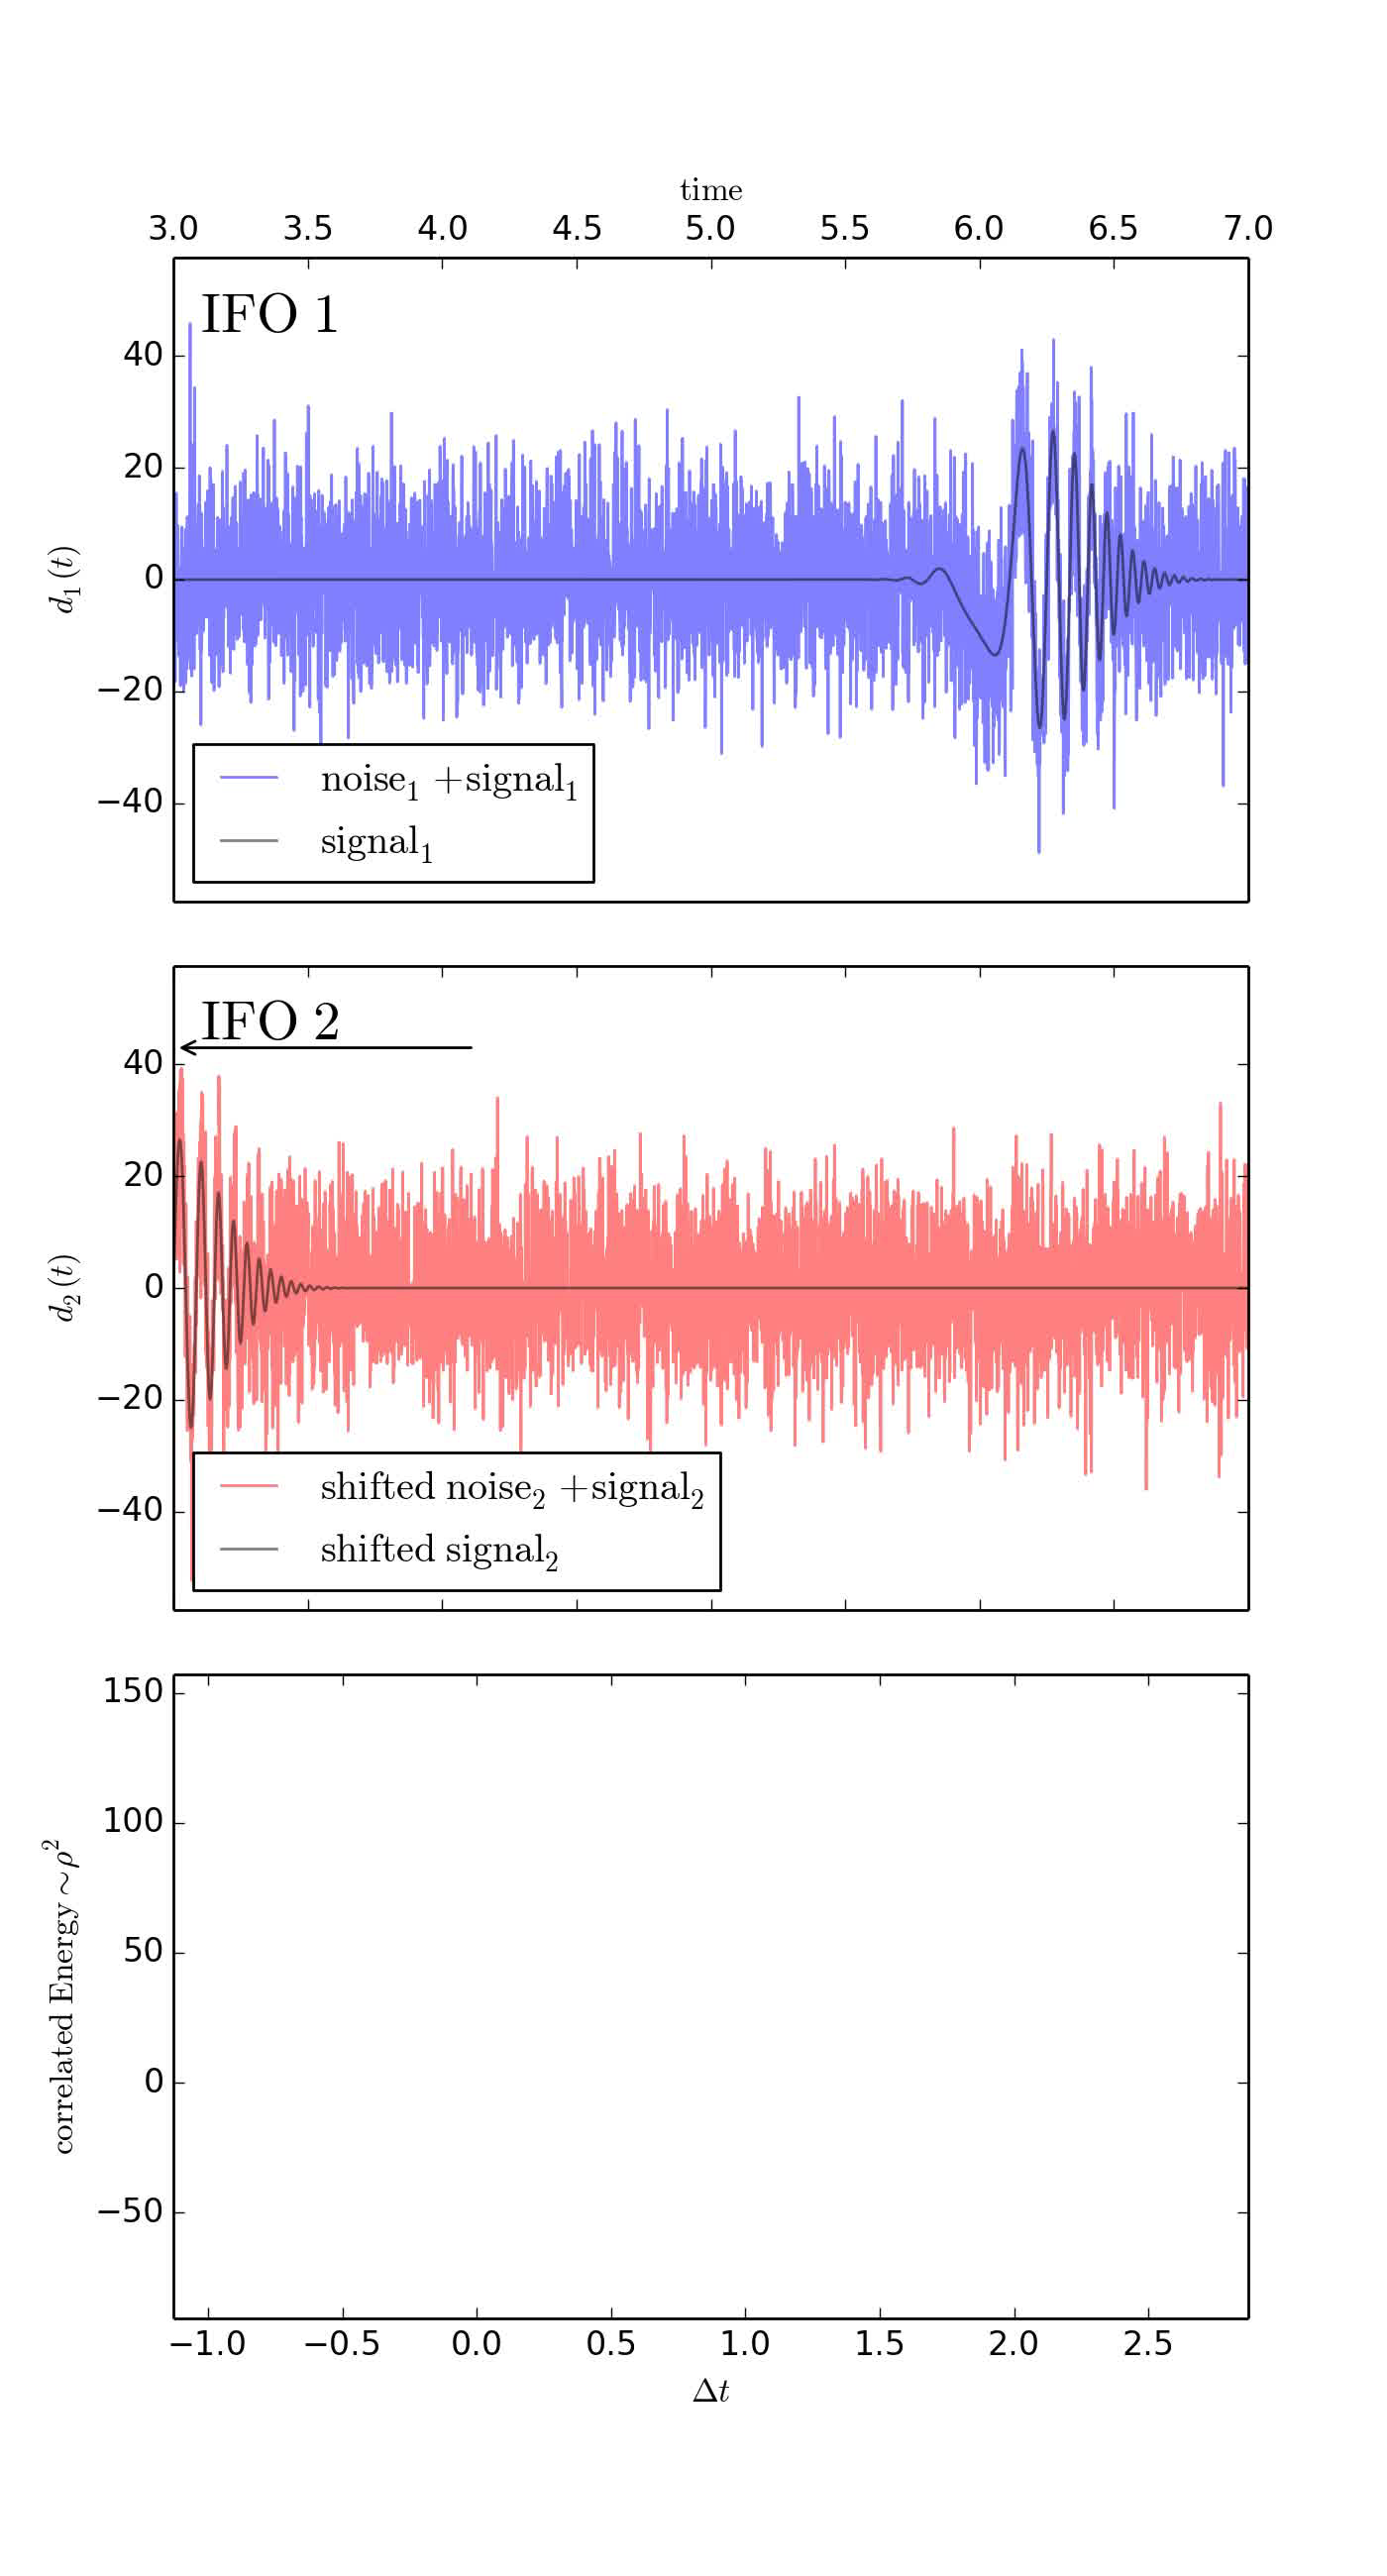 time
3.0 3.5 4.0 4.5 5.0 5.5 6.0 6.5 7.0
IFO 1
40
20
0
−20
−40
d₁(t)
noise₁ +signal₁
signal₁
IFO 2
40
20
0
−20
−40
d₂(t)
shifted noise₂ +signal₂
shifted signal₂
150
100
50
0
−50
correlated Energy ~ρ²
−1.0 −0.5 0.0 0.5 1.0 1.5 2.0 2.5
Δt